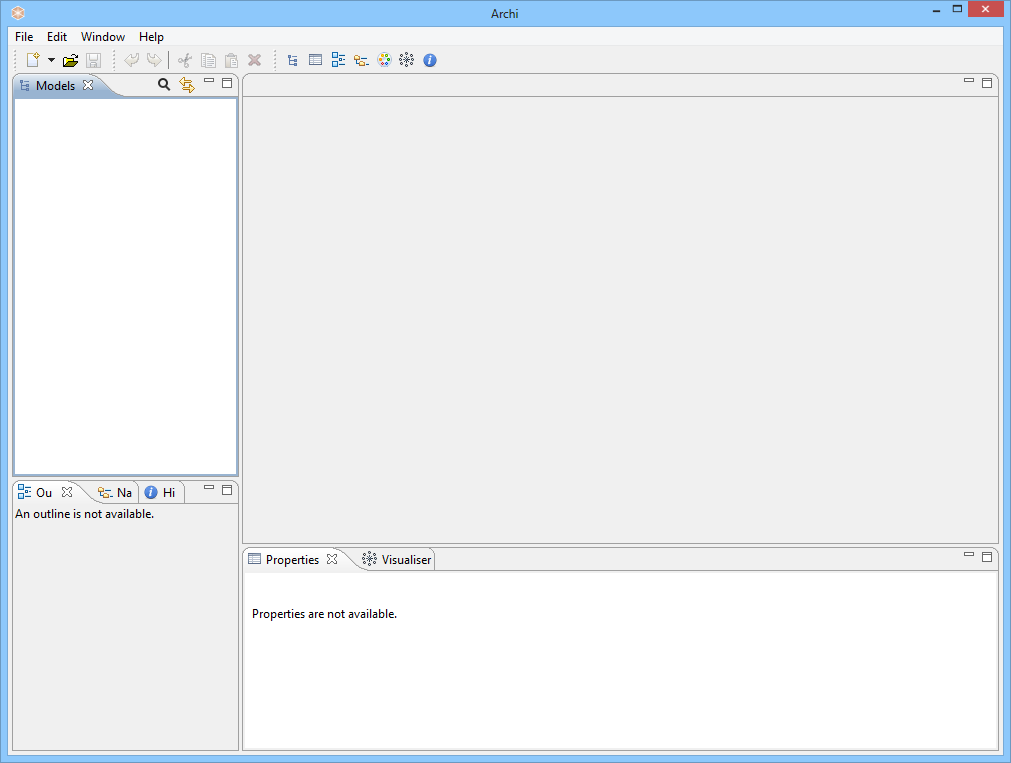 Archi
File Edit Window Help
Models
Ou Na Hi
An outline is not available.
Properties Visualiser
Properties are not available.